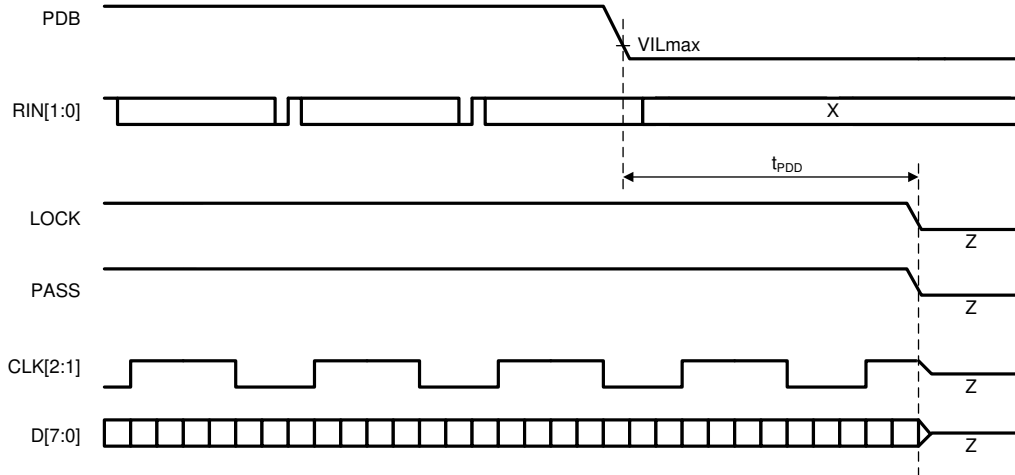 PDB
VILmax
RIN[1:0]
X
tPDD
LOCK
Z
PASS
Z
CLK[2:1]
Z
D[7:0]
Z